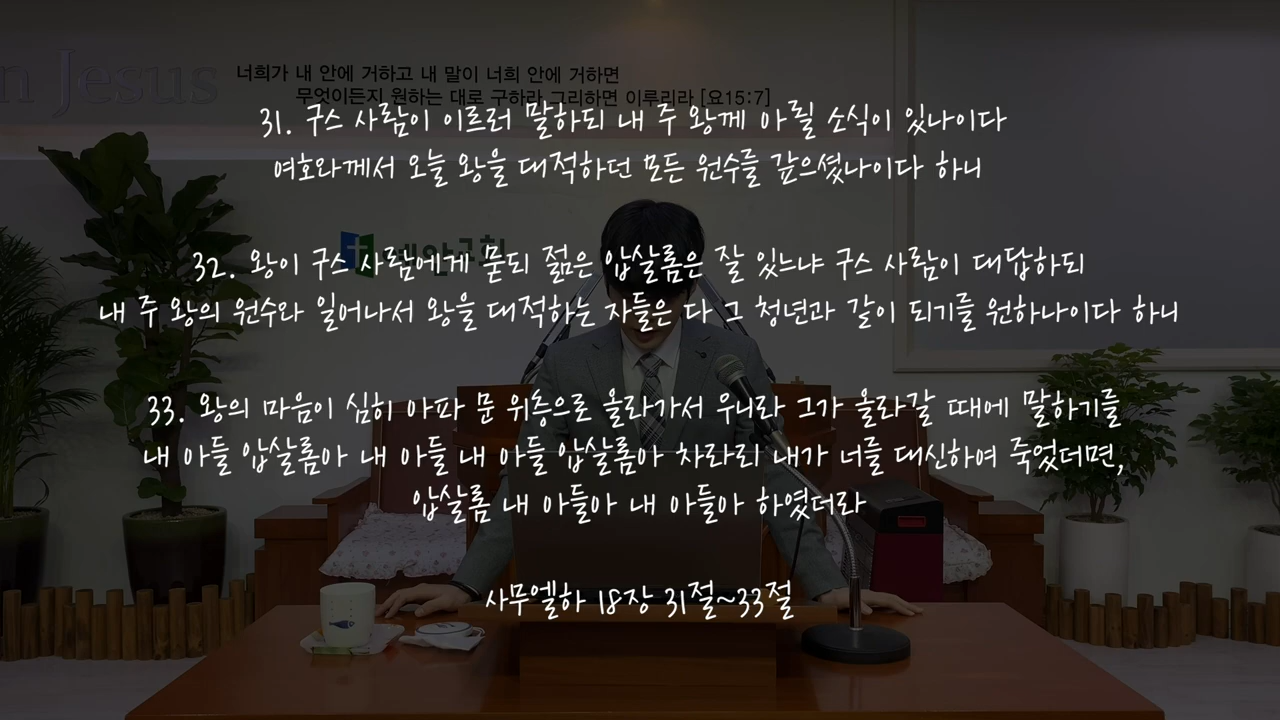 n Jesus
너희가 내 안에 거하고 내 말이 너희 안에 거하면
무엇이든지 원하는 대로 구하라 그리하면 이루리라 [요15:7]
31. 구스 사람이 이르러 말하되 내 주 왕께 아뢸 소식이 있나이다
여호와께서 오늘 왕을 대적하던 모든 원수를 갚으셨나이다 하니
32. 왕이 구스 사람에게 묻되 젊은 압살롬은 잘 있느냐 구스 사람이 대답하되
내 주 왕의 원수와 일어나서 왕을 대적하는 자들은 다 그 청년과 같이 되기를 원하나이다 하니
33. 왕의 마음이 심히 아파 문 위층으로 올라가서 우니라 그가 올라갈 때에 말하기를
내 아들 압살롬아 내 아들 내 아들 압살롬아 차라리 내가 너를 대신하여 죽었더면,
압살롬 내 아들아 내 아들아 하였더라
사무엘하 18장 31절~33절